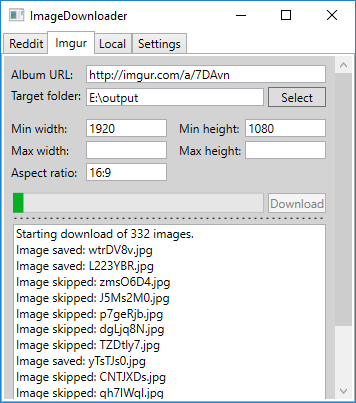 ImageDownloader
Reddit Imgur Local Settings
Album URL: http://imgur.com/a/7DAvn
Target folder: E:\output Select
Min width: 1920 Min height: 1080
Max width: Max height:
Aspect ratio: 16:9
Download
Starting download of 332 images.
Image saved: wtrDV8v.jpg
Image saved: L223YBR.jpg
Image skipped: zmsO6D4.jpg
Image skipped: J5Ms2M0.jpg
Image skipped: p7geRjb.jpg
Image skipped: dgLjq8N.jpg
Image skipped: TZDtly7.jpg
Image saved: yTsTJs0.jpg
Image skipped: CNTJXDs.jpg
Image skipped: qh7IWql.jpg